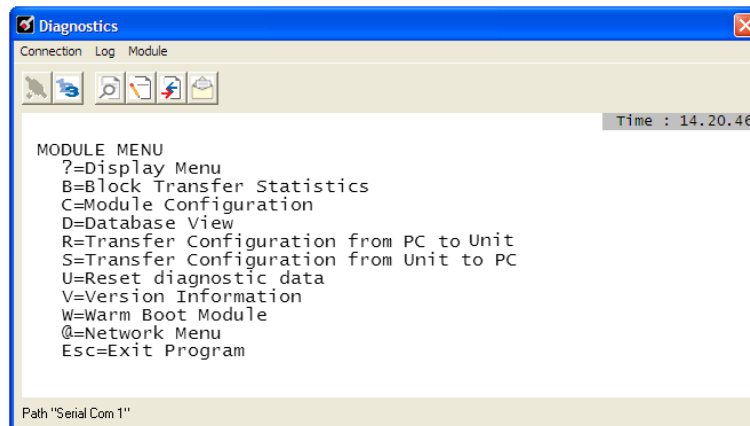 Diagnostics
Connection Log Module
Time : 14.20.46
MODULE MENU
?=Display Menu
B=Block Transfer Statistics
C=Module Configuration
D=Database View
R=Transfer Configuration from PC to Unit
S=Transfer Configuration from Unit to PC
U=Reset diagnostic data
V=Version Information
W=Warm Boot Module
@=Network Menu
Esc=Exit Program
Path "Serial Com 1"